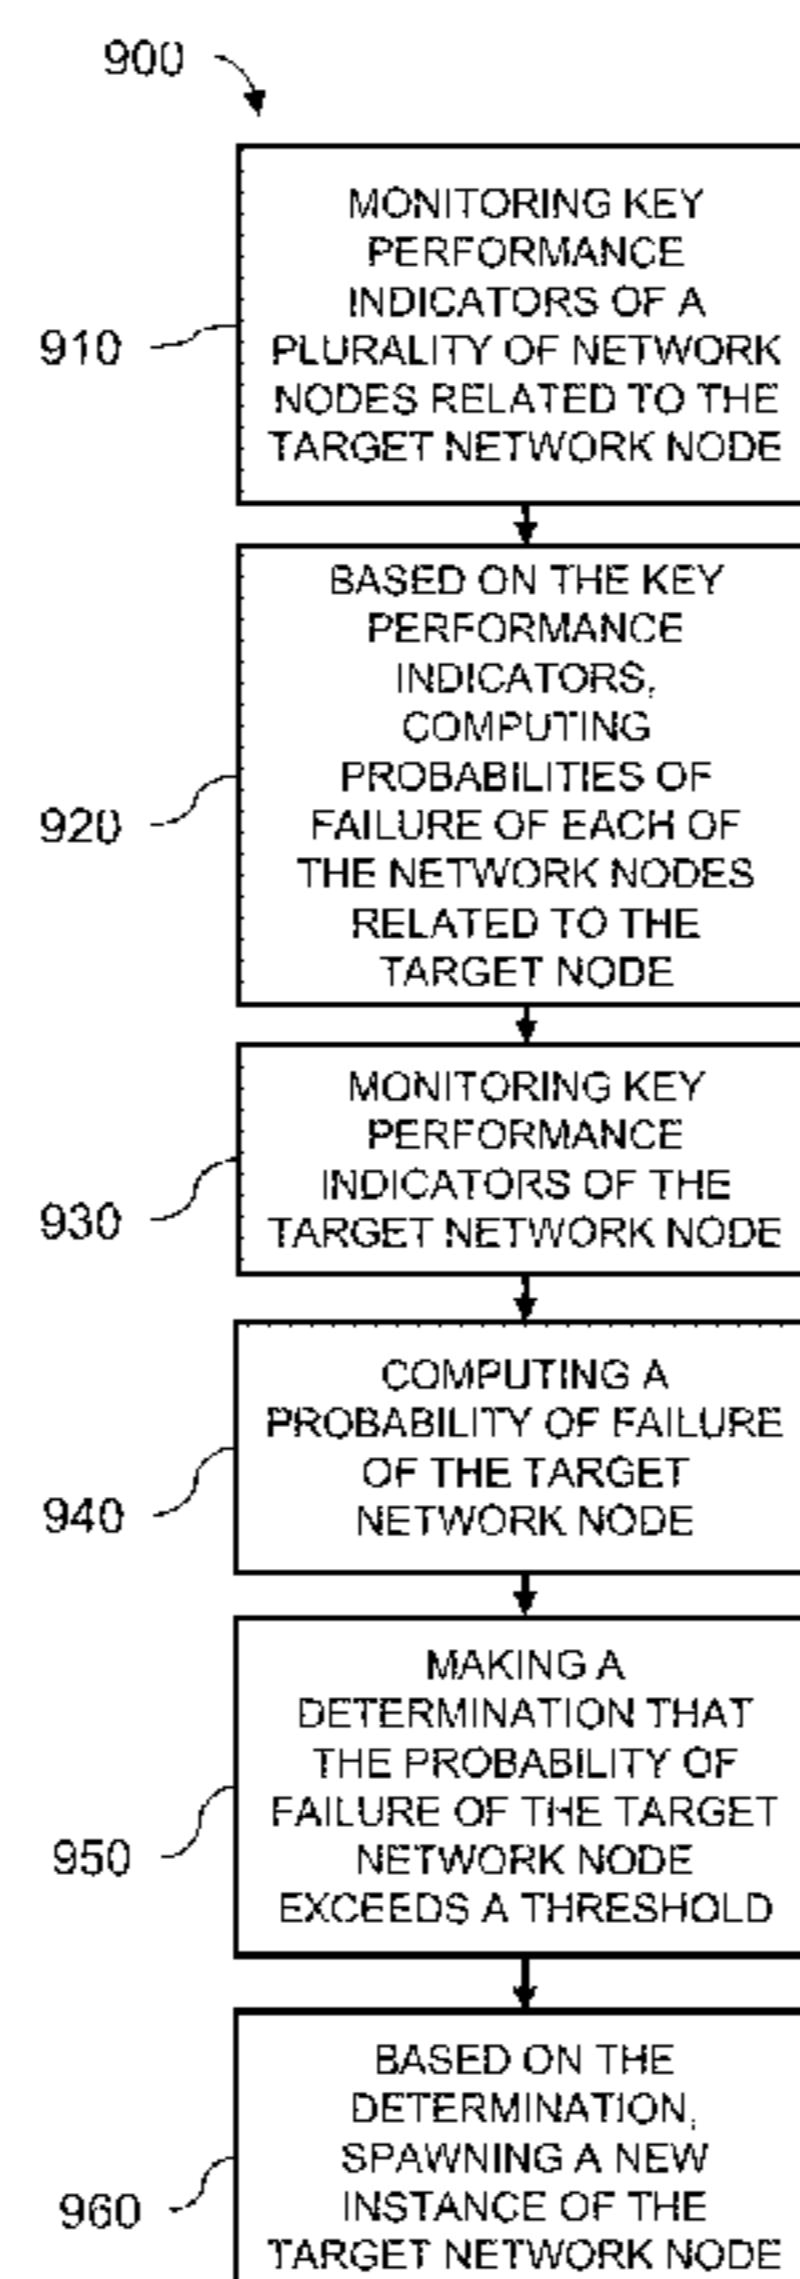 900
910
MONITORING KEY
PERFORMANCE
INDICATORS OF A
PLURALITY OF NETWORK
NODES RELATED TO THE
TARGET NETWORK NODE
920
BASED ON THE KEY
PERFORMANCE
INDICATORS,
COMPUTING
PROBABILITIES OF
FAILURE OF EACH OF
THE NETWORK NODES
RELATED TO THE
TARGET NODE
930
MONITORING KEY
PERFORMANCE
INDICATORS OF THE
TARGET NETWORK NODE
940
COMPUTING A
PROBABILITY OF FAILURE
OF THE TARGET
NETWORK NODE
950
MAKING A
DETERMINATION THAT
THE PROBABILITY OF
FAILURE OF THE TARGET
NETWORK NODE
EXCEEDS A THRESHOLD
960
BASED ON THE
DETERMINATION,
SPAWNING A NEW
INSTANCE OF THE
TARGET NETWORK NODE